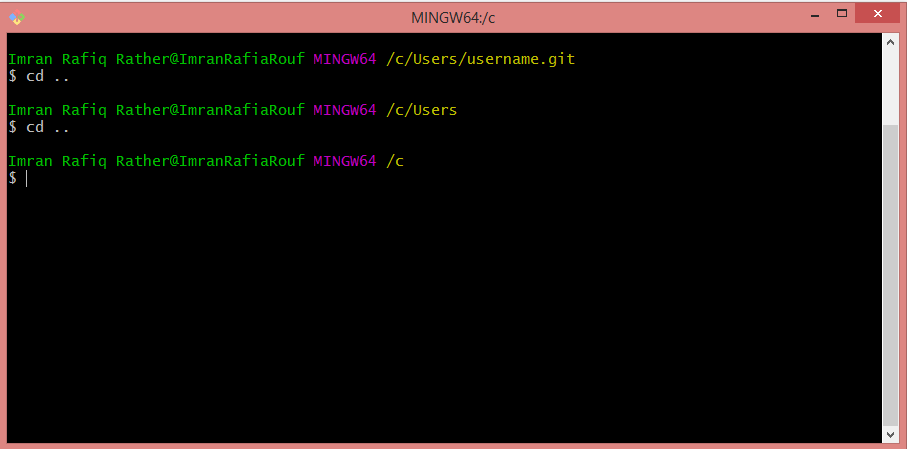 MINGW64:/c
Imran Rafiq Rather@ImranRafiaRouf MINGW64 /c/Users/username.git
$ cd ..
Imran Rafiq Rather@ImranRafiaRouf MINGW64 /c/Users
$ cd ..
Imran Rafiq Rather@ImranRafiaRouf MINGW64 /c
$